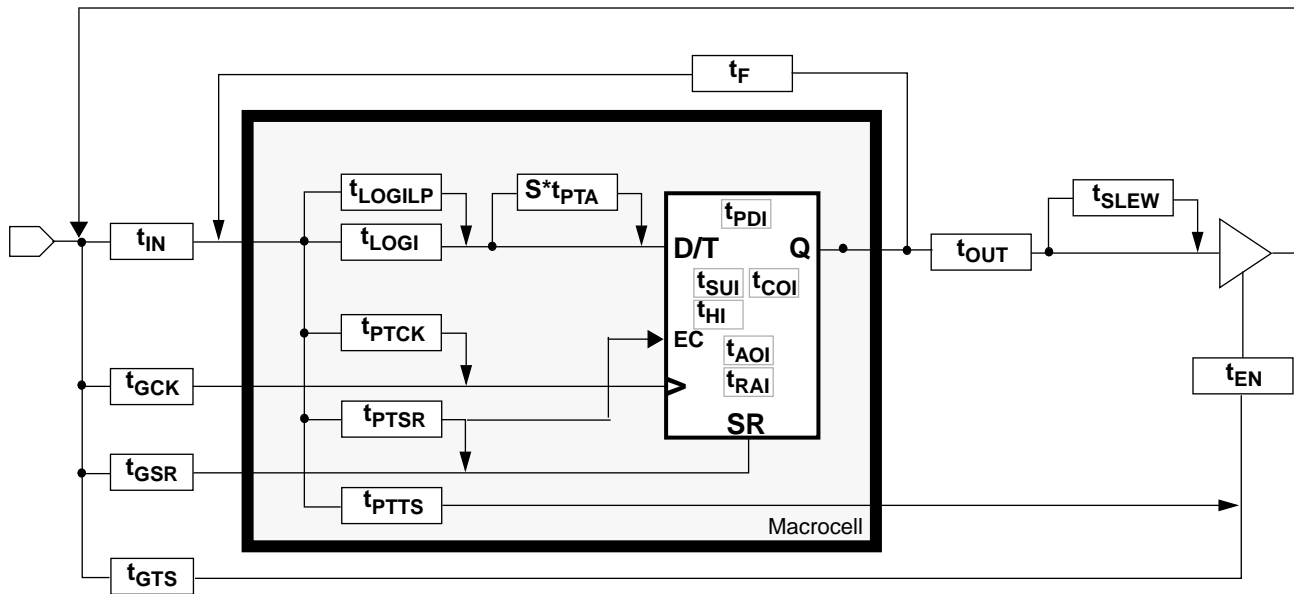 tF
tLOGILP
S*tPTA
tPDI
tSLEW
tIN
tLOGI
D/T
Q
tOUT
tSUI
tCOI
tHI
tPTCK
EC
tAOI
tGCK
tRAI
tEN
>
tPTSR
SR
tGSR
tPTTS
Macrocell
tGTS